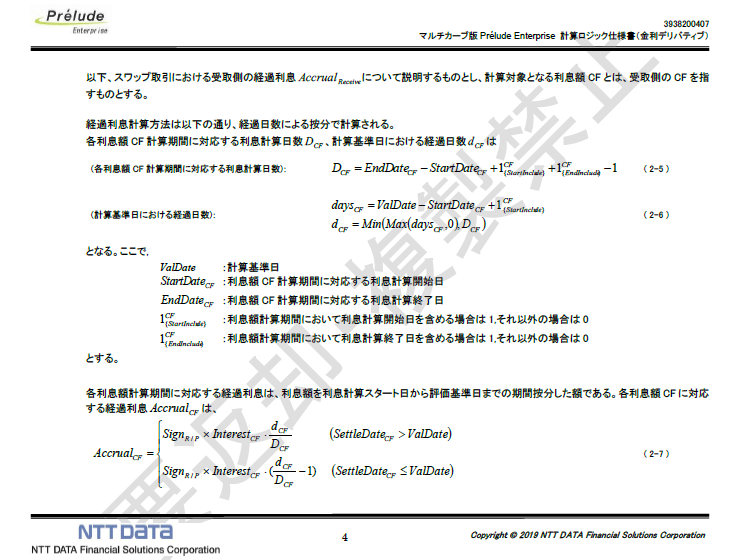 Prélude
Enterprise
3938200407
マルチカーブ版 Prélude Enterprise 計算ロジック仕様書(金利デリバティブ)
以下、スワップ取引における受取側の経過利息 Accrual_{Receive}について説明するものとし、計算対象となる利息額 CF とは、受取側の CF を指
すものとする。
経過利息計算方法は以下の通り、経過日数による按分で計算される。
各利息額 CF 計算期間に対応する利息計算日数 D_{CF}、計算基準日における経過日数 d_{CF} は
(各利息額 CF 計算期間に対応する利息計算日数): D_{CF} = EndDate_{CF} − StartDate_{CF} + 1^{CF}_{{StartInclude}} + 1^{CF}_{{EndInclude}} − 1 (2-5)
days_{CF} = ValDate − StartDate_{CF} + 1^{CF}_{{StartInclude}}
(計算基準日における経過日数): (2-6)
d_{CF} = Min(Max(days_{CF},0), D_{CF})
となる。ここで,
ValDate :計算基準日
StartDate_{CF} :利息額 CF 計算期間に対応する利息計算開始日
EndDate_{CF} :利息額 CF 計算期間に対応する利息計算終了日
1^{CF}_{{StartInclude}} :利息額計算期間において利息計算開始日を含める場合は 1,それ以外の場合は 0
1^{CF}_{{EndInclude}} :利息額計算期間において利息計算終了日を含める場合は 1,それ以外の場合は 0
とする。
各利息額計算期間に対応する経過利息は、利息額を利息計算スタート日から評価基準日までの期間按分した額である。各利息額 CF に対応
する経過利息 Accrual_{CF} は、
Accrual_{CF} = { Sign_{R/P} × Interest_{CF} · d_{CF}/D_{CF} (SettleDate_{CF} > ValDate)
Sign_{R/P} × Interest_{CF} · (d_{CF}/D_{CF} − 1) (SettleDate_{CF} ≤ ValDate) (2-7)
要返却・複製禁止
NTT DATA
NTT DATA Financial Solutions Corporation
4
Copyright © 2019 NTT DATA Financial Solutions Corporation